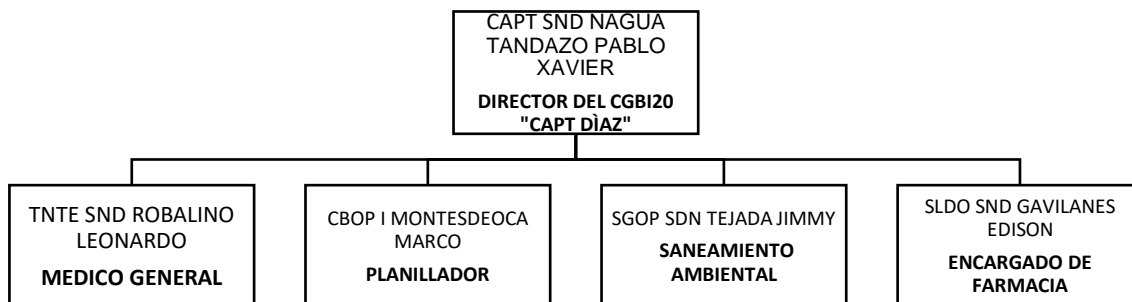 CAPT SND NAGUA
TANDAZO PABLO
XAVIER
DIRECTOR DEL CGBI20
"CAPT DÌAZ"
TNTE SND ROBALINO
LEONARDO
MEDICO GENERAL
CBOP I MONTESDEOCA
MARCO
PLANILLADOR
SGOP SDN TEJADA JIMMY
SANEAMIENTO
AMBIENTAL
SLDO SND GAVILANES
EDISON
ENCARGADO DE
FARMACIA